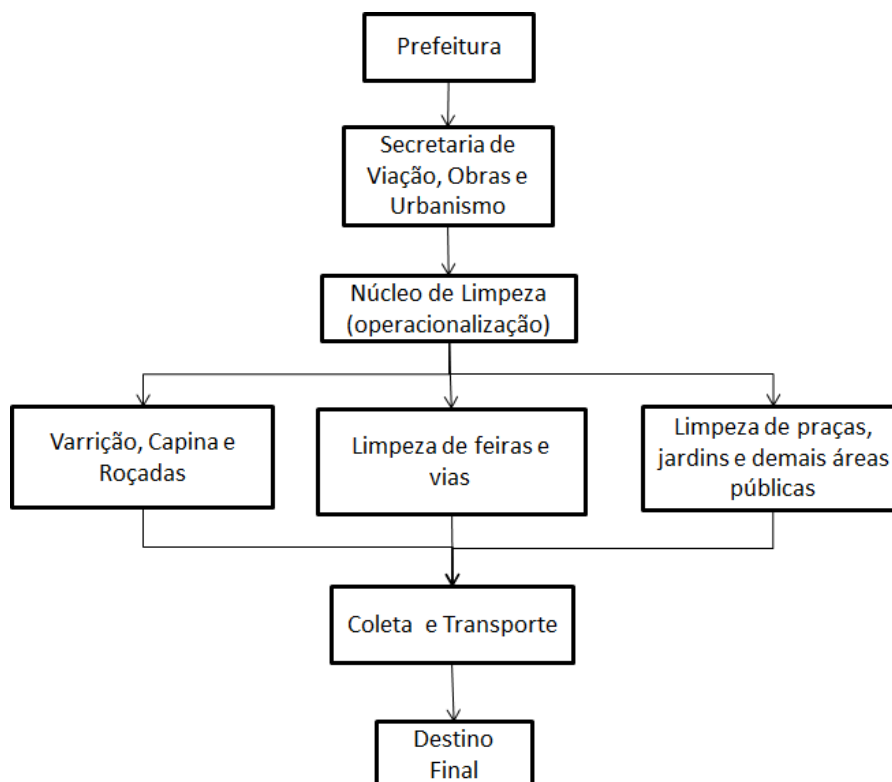 Prefeitura
Secretaria de
Viação, Obras e
Urbanismo
Núcleo de Limpeza
(operacionalização)
Varrição, Capina e
Roçadas
Limpeza de feiras e
vias
Limpeza de praças,
jardins e demais áreas
públicas
Coleta e Transporte
Destino
Final